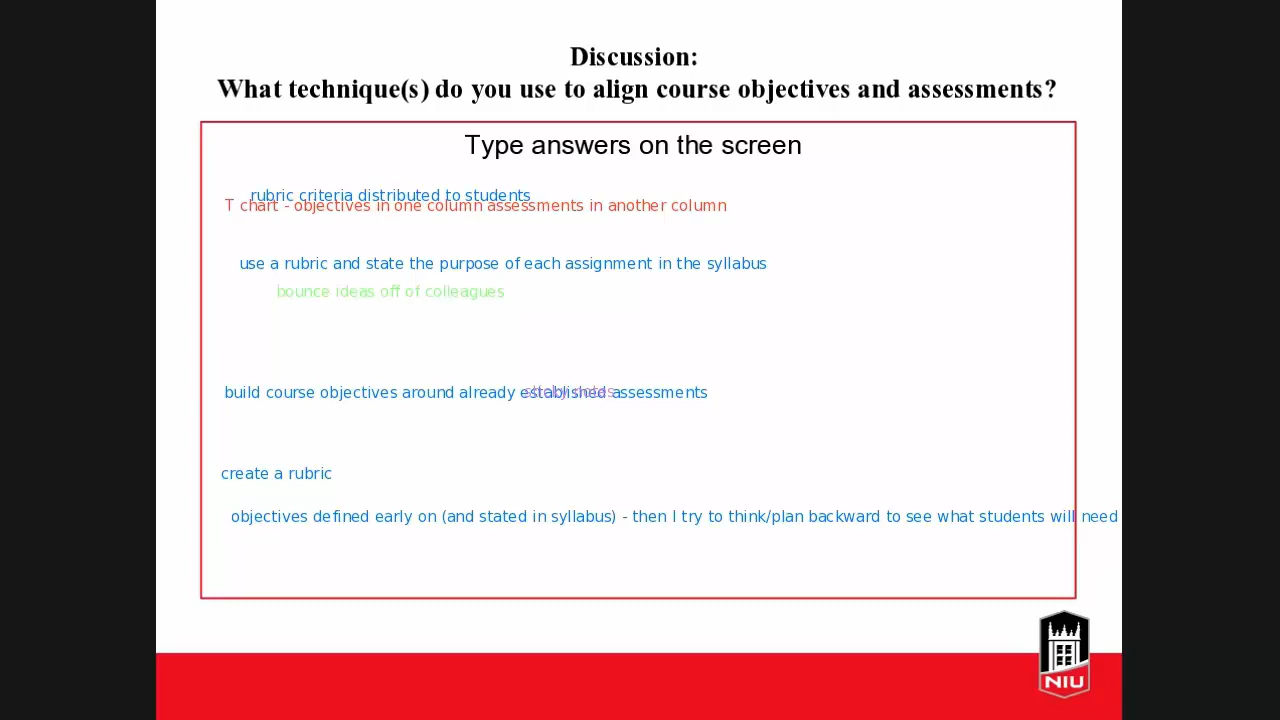 Discussion:
What technique(s) do you use to align course objectives and assessments?
Type answers on the screen
rubric criteria distributed to students
T chart - objectives in one column assessments in another column
use a rubric and state the purpose of each assignment in the syllabus
bounce ideas off of colleagues
build course objectives around already established assessments
sticky notes
create a rubric
objectives defined early on (and stated in syllabus) - then I try to think/plan backward to see what students will need
NIU